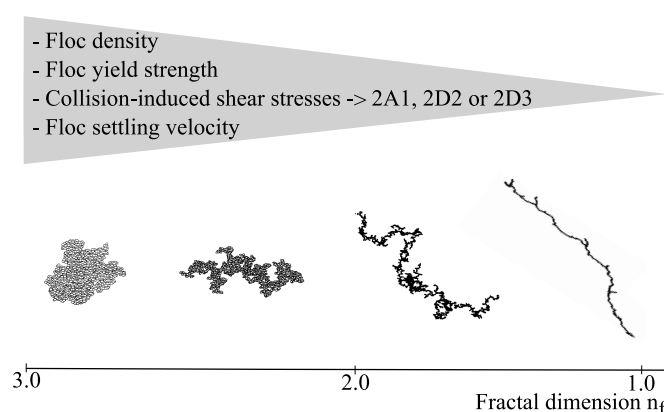 - Floc density
- Floc yield strength
- Collision-induced shear stresses -> 2A1, 2D2 or 2D3
- Floc settling velocity
3.0 2.0 1.0
Fractal dimension nf